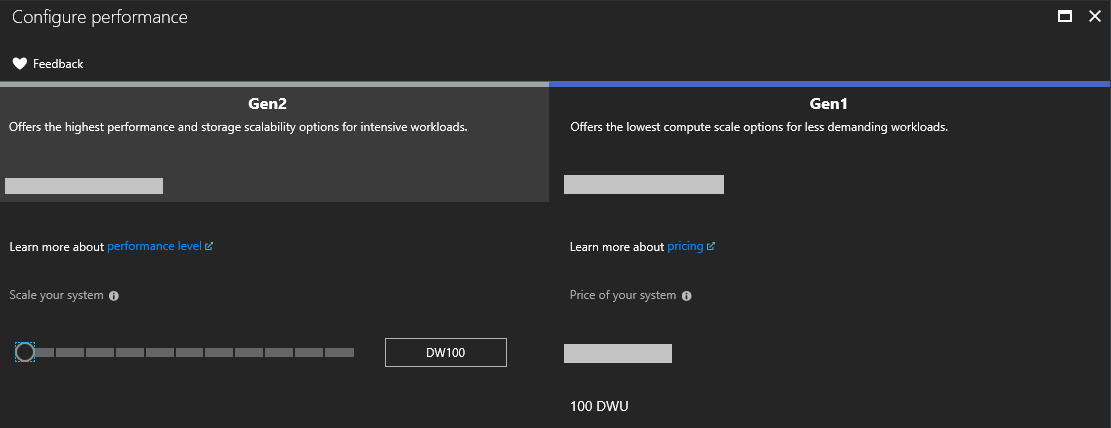 Configure performance
Feedback
Gen2
Offers the highest performance and storage scalability options for intensive workloads.
Gen1
Offers the lowest compute scale options for less demanding workloads.
Learn more about performance level
Learn more about pricing
Scale your system
Price of your system
DW100
100 DWU